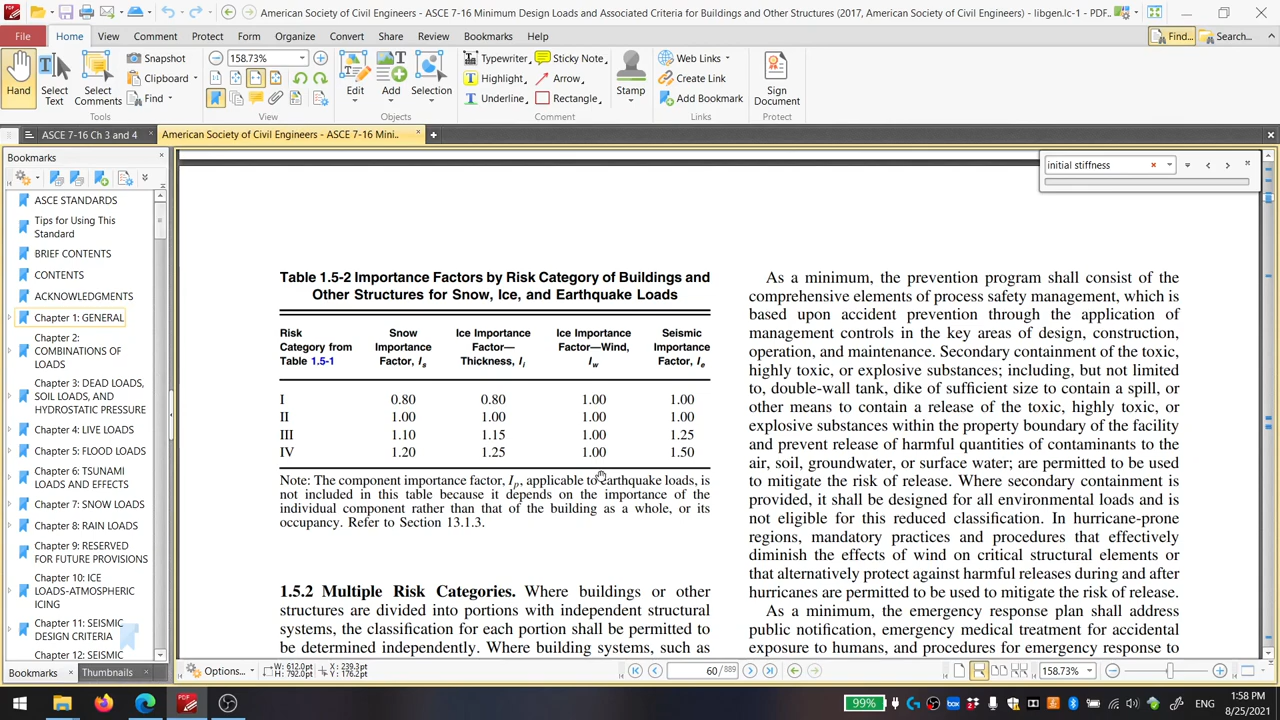 American Society of Civil Engineers - ASCE 7-16 Minimum Design Loads and Associated Criteria for Buildings and Other Structures (2017, American Society of Civil Engineers) - libgen.lc-1 - PDF...
File Home View Comment Protect Form Organize Convert Share Review Bookmarks Help Find... Search...
Hand
Select Text
Select Comments
Snapshot
Clipboard
Find
Tools
158.73%
View
Edit
Add
Selection
Objects
Typewriter
Highlight
Underline
Sticky Note
Arrow
Rectangle
Stamp
Comment
Web Links
Create Link
Add Bookmark
Links
Sign Document
Protect
ASCE 7-16 Ch 3 and 4
American Society of Civil Engineers - ASCE 7-16 Mini..
Bookmarks
ASCE STANDARDS
Tips for Using This
Standard
BRIEF CONTENTS
CONTENTS
ACKNOWLEDGMENTS
Chapter 1: GENERAL
Chapter 2:
COMBINATIONS OF
LOADS
Chapter 3: DEAD LOADS,
SOIL LOADS, AND
HYDROSTATIC PRESSURE
Chapter 4: LIVE LOADS
Chapter 5: FLOOD LOADS
Chapter 6: TSUNAMI
LOADS AND EFFECTS
Chapter 7: SNOW LOADS
Chapter 8: RAIN LOADS
Chapter 9: RESERVED
FOR FUTURE PROVISIONS
Chapter 10: ICE
LOADS-ATMOSPHERIC
ICING
Chapter 11: SEISMIC
DESIGN CRITERIA
Chapter 12: SEISMIC
Bookmarks Thumbnails
initial stiffness
Table 1.5-2 Importance Factors by Risk Category of Buildings and
Other Structures for Snow, Ice, and Earthquake Loads
Risk Snow Ice Importance Ice Importance Seismic
Category from Importance Factor— Factor—Wind, Importance
Table 1.5-1 Factor, Is Thickness, Ii Iw Factor, Ie
I 0.80 0.80 1.00 1.00
II 1.00 1.00 1.00 1.00
III 1.10 1.15 1.00 1.25
IV 1.20 1.25 1.00 1.50
Note: The component importance factor, Ip, applicable to earthquake loads, is
not included in this table because it depends on the importance of the
individual component rather than that of the building as a whole, or its
occupancy. Refer to Section 13.1.3.
1.5.2 Multiple Risk Categories. Where buildings or other
structures are divided into portions with independent structural
systems, the classification for each portion shall be permitted to
be determined independently. Where building systems, such as
As a minimum, the prevention program shall consist of the
comprehensive elements of process safety management, which is
based upon accident prevention through the application of
management controls in the key areas of design, construction,
operation, and maintenance. Secondary containment of the toxic,
highly toxic, or explosive substances; including, but not limited
to, double-wall tank, dike of sufficient size to contain a spill, or
other means to contain a release of the toxic, highly toxic, or
explosive substances within the property boundary of the facility
and prevent release of harmful quantities of contaminants to the
air, soil, groundwater, or surface water; are permitted to be used
to mitigate the risk of release. Where secondary containment is
provided, it shall be designed for all environmental loads and is
not eligible for this reduced classification. In hurricane-prone
regions, mandatory practices and procedures that effectively
diminish the effects of wind on critical structural elements or
that alternatively protect against harmful releases during and after
hurricanes are permitted to be used to mitigate the risk of release.
As a minimum, the emergency response plan shall address
public notification, emergency medical treatment for accidental
exposure to humans, and procedures for emergency response to
Options..
W: 612.0pt
H: 792.0pt
X: 239.3pt
Y: 176.2pt
60 /889
158.73%
99%
ENG
1:58 PM
8/25/2021